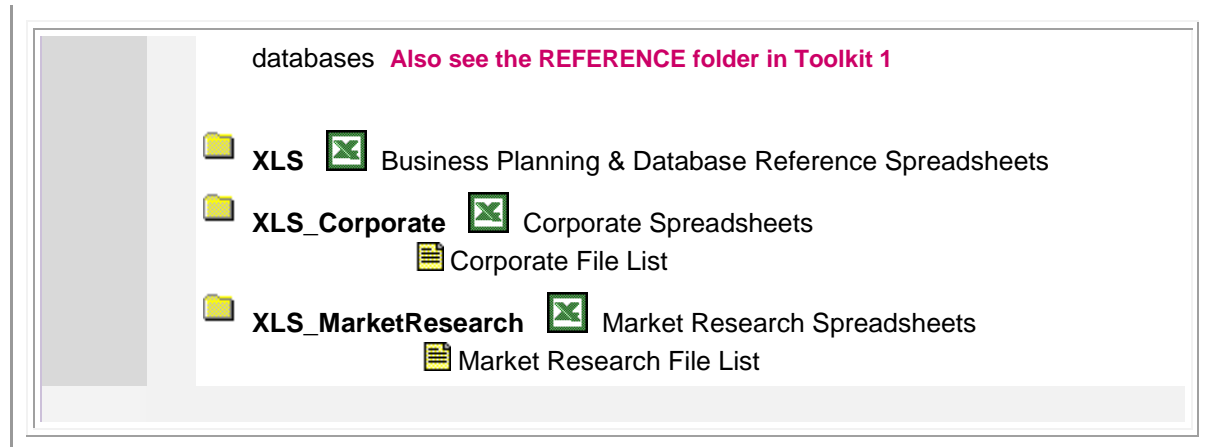 databases Also see the REFERENCE folder in Toolkit 1
XLS Business Planning & Database Reference Spreadsheets
XLS_Corporate Corporate Spreadsheets
Corporate File List
XLS_MarketResearch Market Research Spreadsheets
Market Research File List